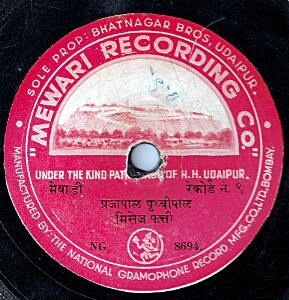 SOLE PROP: BHATNAGAR BROS, UDAIPUR.
"MEWARI RECORDING CO."
UNDER THE KIND PATRONAGE OF H.H. UDAIPUR.
मेवाडी रेकोर्ड नं. ९
प्रजापाल पृथ्वीपाल
मिसेज फत्ती
NG 8694
MANUFACTURED BY: THE NATIONAL GRAMOPHONE RECORD MFG. CO. LTD. BOMBAY.